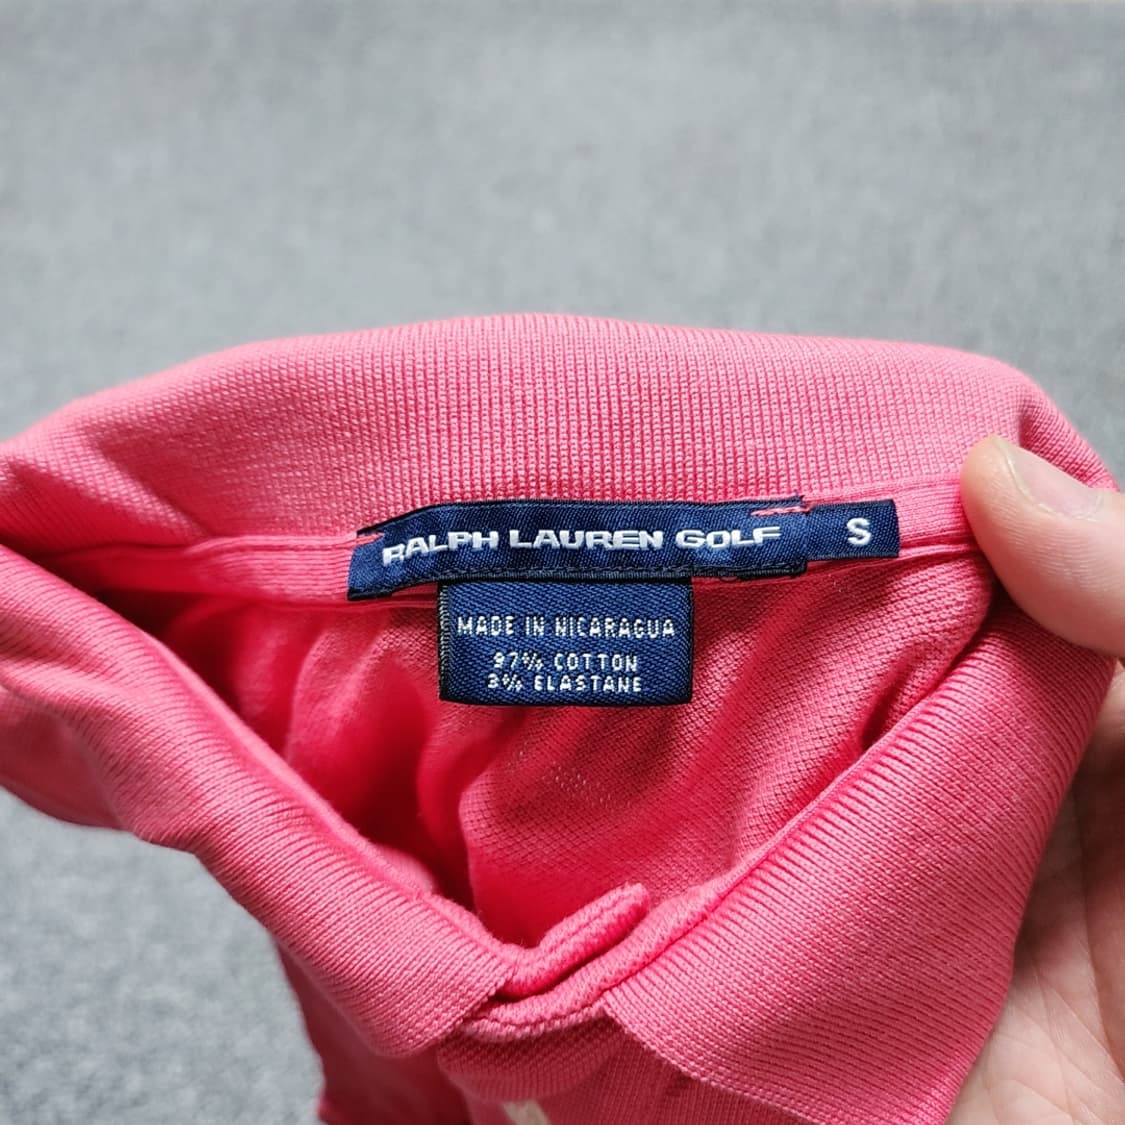 RALPH LAUREN GOLF
S
MADE IN NICARAGUA
97% COTTON
3% ELASTANE